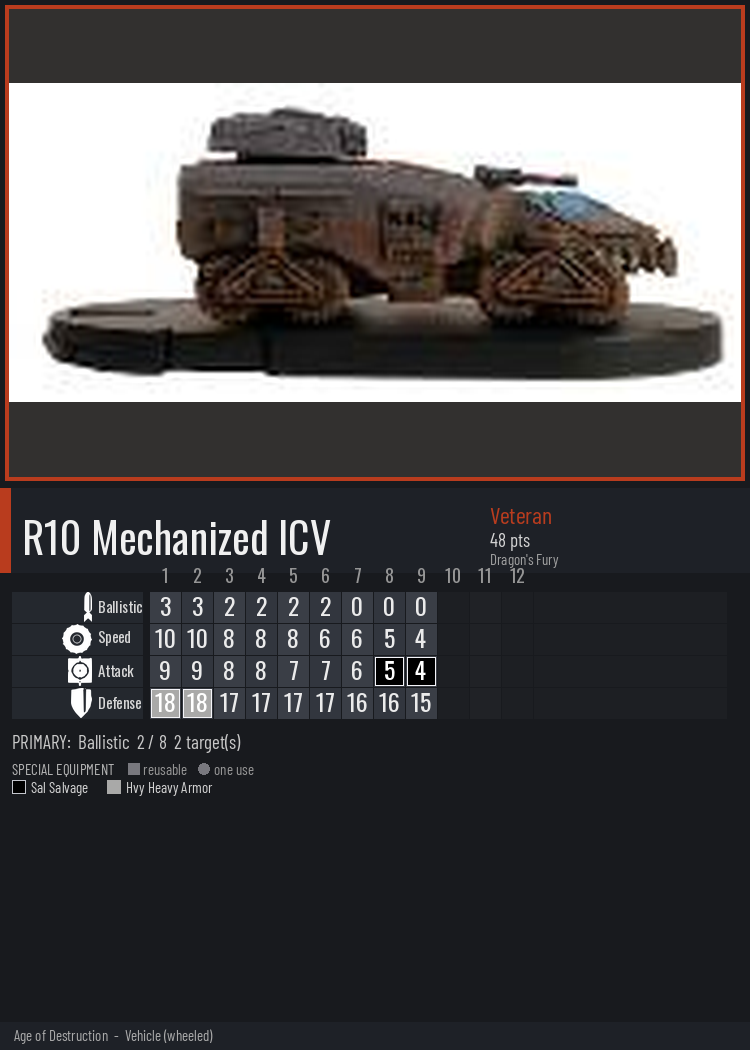 R10 Mechanized ICV
Veteran
48 pts
Dragon's Fury
1 2 3 4 5 6 7 8 9 10 11 12
Ballistic 3 3 2 2 2 2 0 0 0
Speed 10 10 8 8 8 6 6 5 4
Attack 9 9 8 8 7 7 6 5 4
Defense 18 18 17 17 17 17 16 16 15
PRIMARY: Ballistic 2 / 8 2 target(s)
SPECIAL EQUIPMENT reusable one use
Sal Salvage Hvy Heavy Armor
Age of Destruction - Vehicle (wheeled)